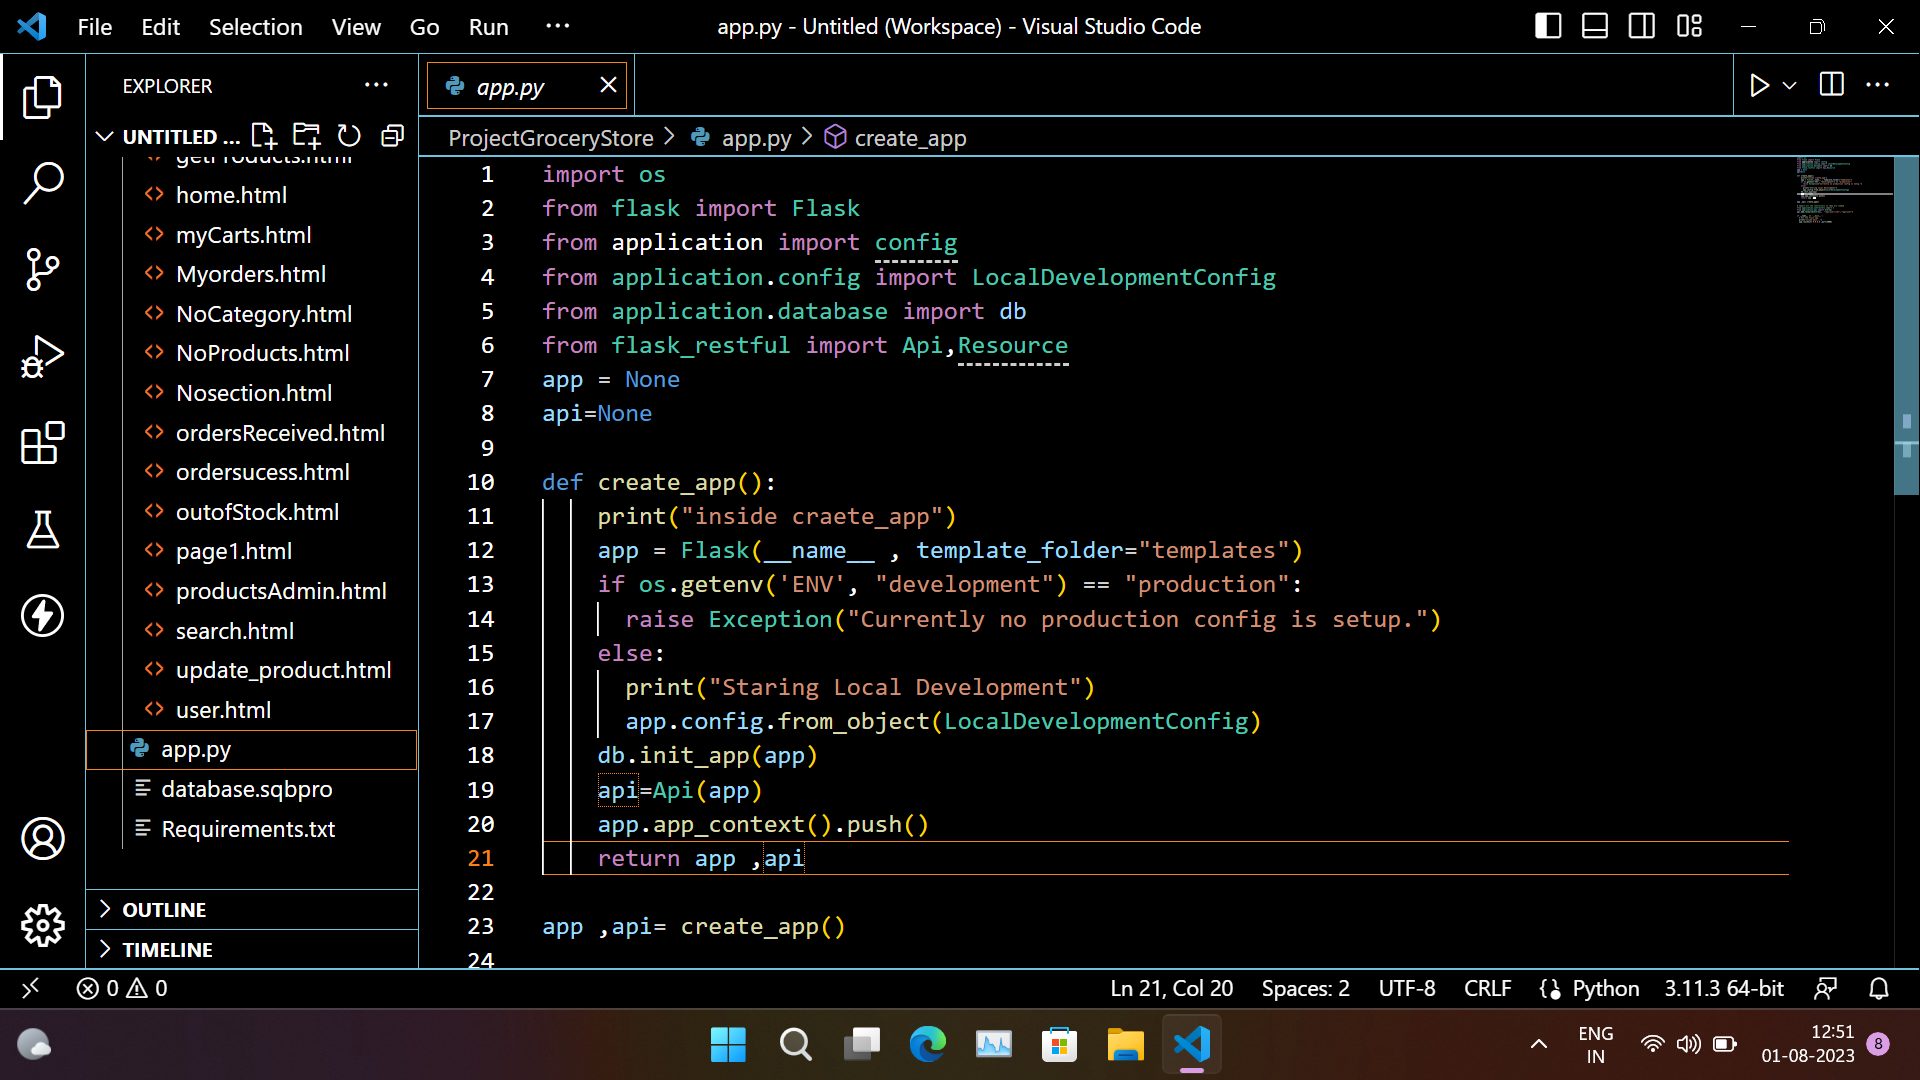 File Edit Selection View Go Run ··· app.py - Untitled (Workspace) - Visual Studio Code
EXPLORER ···
UNTITLED ...
getProducts.html
home.html
myCarts.html
Myorders.html
NoCategory.html
NoProducts.html
Nosection.html
ordersReceived.html
ordersucess.html
outofStock.html
page1.html
productsAdmin.html
search.html
update_product.html
user.html
app.py
database.sqbpro
Requirements.txt
OUTLINE
TIMELINE
app.py
ProjectGroceryStore > app.py > create_app
1 import os
2 from flask import Flask
3 from application import config
4 from application.config import LocalDevelopmentConfig
5 from application.database import db
6 from flask_restful import Api,Resource
7 app = None
8 api=None
9
10 def create_app():
11     print("inside craete_app")
12     app = Flask(__name__ , template_folder="templates")
13     if os.getenv('ENV', "development") == "production":
14       raise Exception("Currently no production config is setup.")
15     else:
16       print("Staring Local Development")
17       app.config.from_object(LocalDevelopmentConfig)
18     db.init_app(app)
19     api=Api(app)
20     app.app_context().push()
21     return app ,api
22
23 app ,api= create_app()
24
0 0 Ln 21, Col 20 Spaces: 2 UTF-8 CRLF Python 3.11.3 64-bit
ENG
IN
12:51
01-08-2023
8